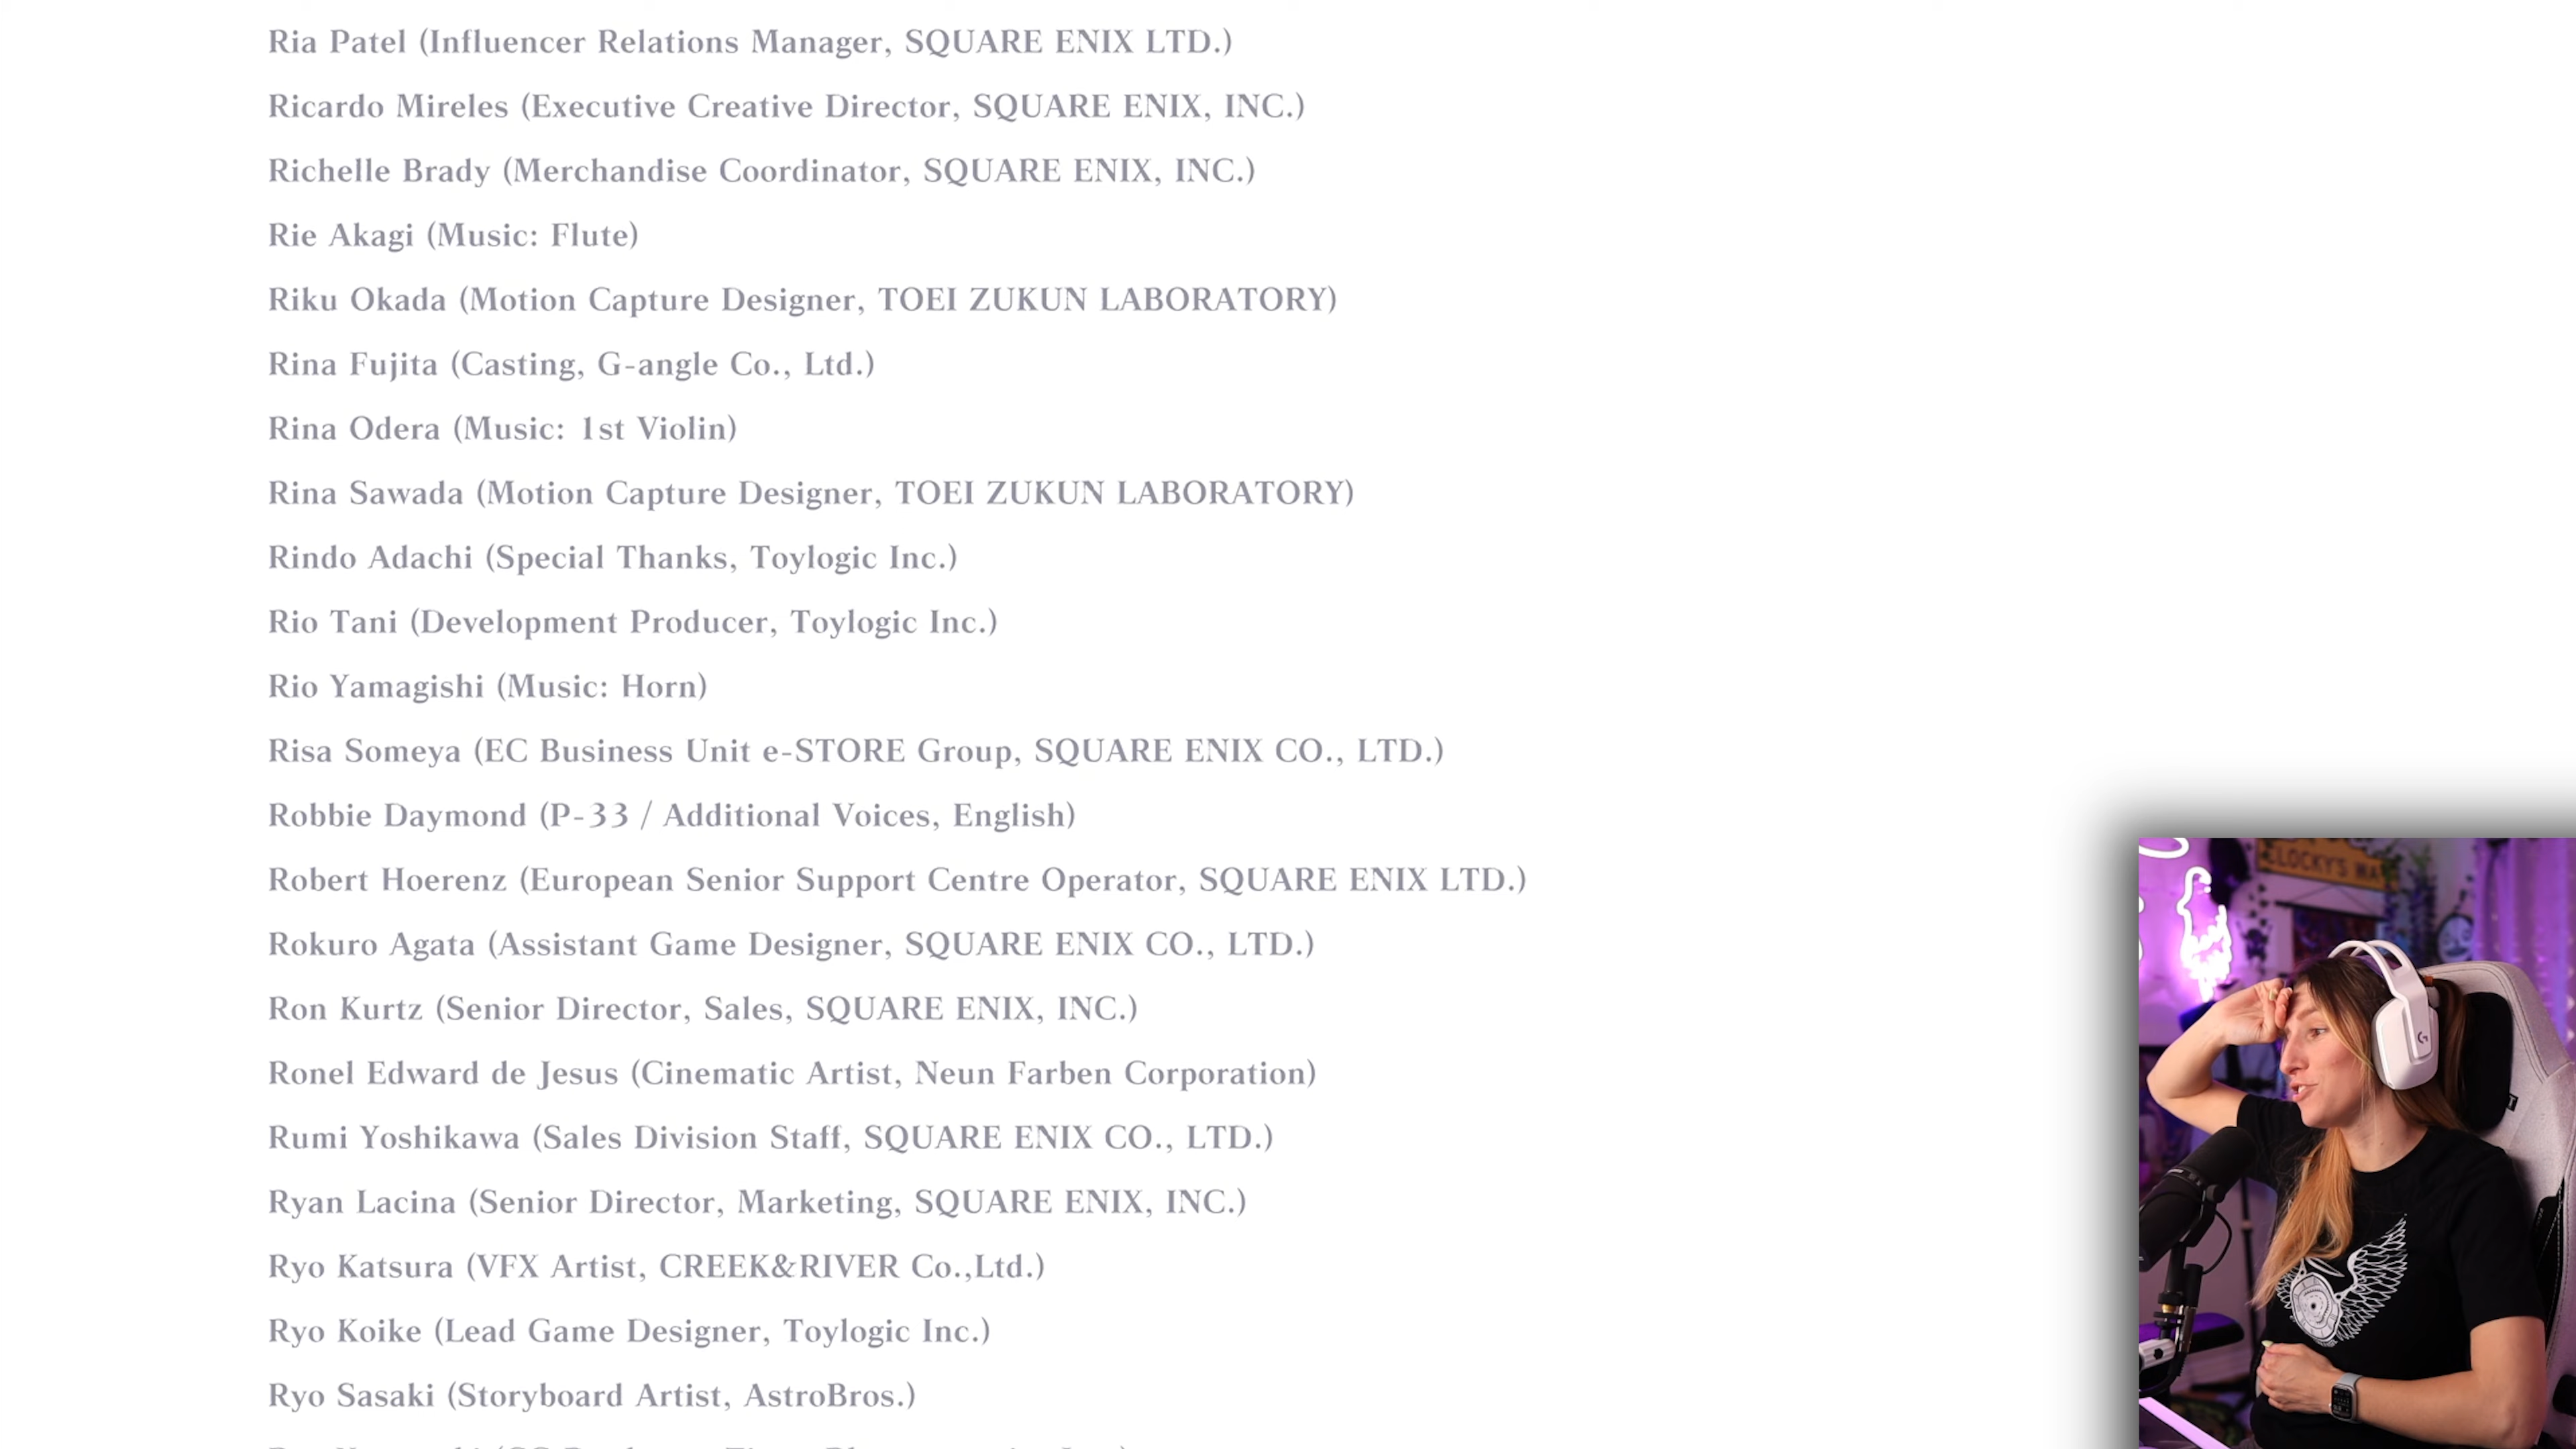 Ria Patel (Influencer Relations Manager, SQUARE ENIX LTD.)
Ricardo Mireles (Executive Creative Director, SQUARE ENIX, INC.)
Richelle Brady (Merchandise Coordinator, SQUARE ENIX, INC.)
Rie Akagi (Music: Flute)
Riku Okada (Motion Capture Designer, TOEI ZUKUN LABORATORY)
Rina Fujita (Casting, G-angle Co., Ltd.)
Rina Odera (Music: 1st Violin)
Rina Sawada (Motion Capture Designer, TOEI ZUKUN LABORATORY)
Rindo Adachi (Special Thanks, Toylogic Inc.)
Rio Tani (Development Producer, Toylogic Inc.)
Rio Yamagishi (Music: Horn)
Risa Someya (EC Business Unit e-STORE Group, SQUARE ENIX CO., LTD.)
Robbie Daymond (P-33 / Additional Voices, English)
Robert Hoerenz (European Senior Support Centre Operator, SQUARE ENIX LTD.)
Rokuro Agata (Assistant Game Designer, SQUARE ENIX CO., LTD.)
Ron Kurtz (Senior Director, Sales, SQUARE ENIX, INC.)
Ronel Edward de Jesus (Cinematic Artist, Neun Farben Corporation)
Rumi Yoshikawa (Sales Division Staff, SQUARE ENIX CO., LTD.)
Ryan Lacina (Senior Director, Marketing, SQUARE ENIX, INC.)
Ryo Katsura (VFX Artist, CREEK&RIVER Co.,Ltd.)
Ryo Koike (Lead Game Designer, Toylogic Inc.)
Ryo Sasaki (Storyboard Artist, AstroBros.)